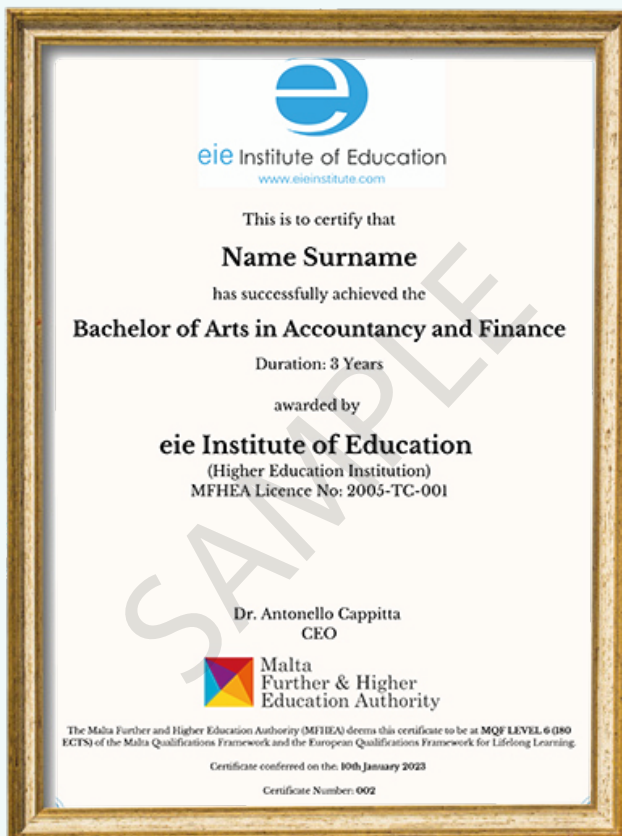 e
eie Institute of Education
www.eieinstitute.com
This is to certify that
Name Surname
has successfully achieved the
Bachelor of Arts in Accountancy and Finance
Duration: 3 Years
awarded by
eie Institute of Education
(Higher Education Institution)
MFHEA Licence No: 2005-TC-001
SAMPLE
Dr. Antonello Cappitta
CEO
Malta
Further & Higher
Education Authority
The Malta Further and Higher Education Authority (MFHEA) deems this certificate to be at MQF LEVEL 6 (180
ECTS) of the Malta Qualifications Framework and the European Qualifications Framework for Lifelong Learning.
Certificate conferred on the: 10th January 2023
Certificate Number: 002